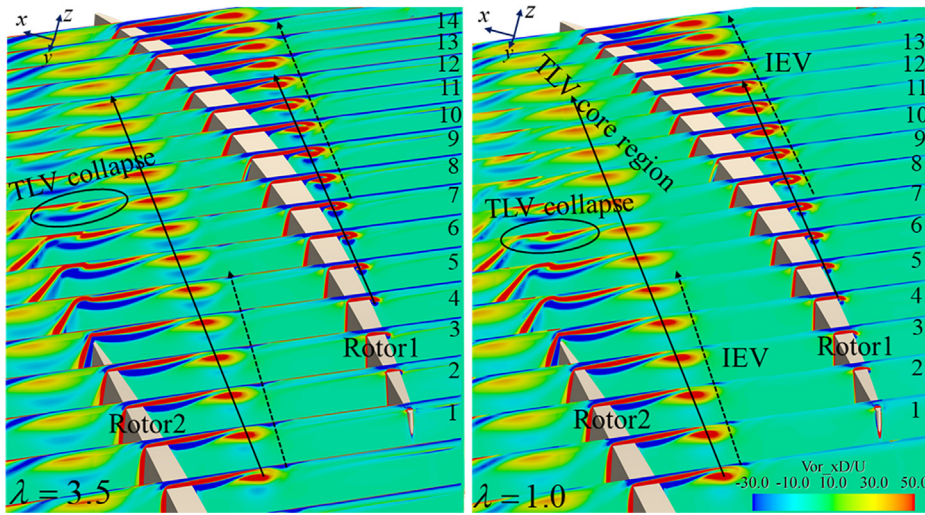 x
z
y
14
13
12
11
10
9
8
7
6
5
4
3
2
1
TLV collapse
Rotor1
Rotor2
λ = 3.5
x
z
y
IEV
TLV core region
13
12
11
10
9
8
7
6
5
4
3
2
1
TLV collapse
Rotor1
IEV
Rotor2
λ = 1.0
Vor_xD/U
-30.0 -10.0 10.0 30.0 50.0